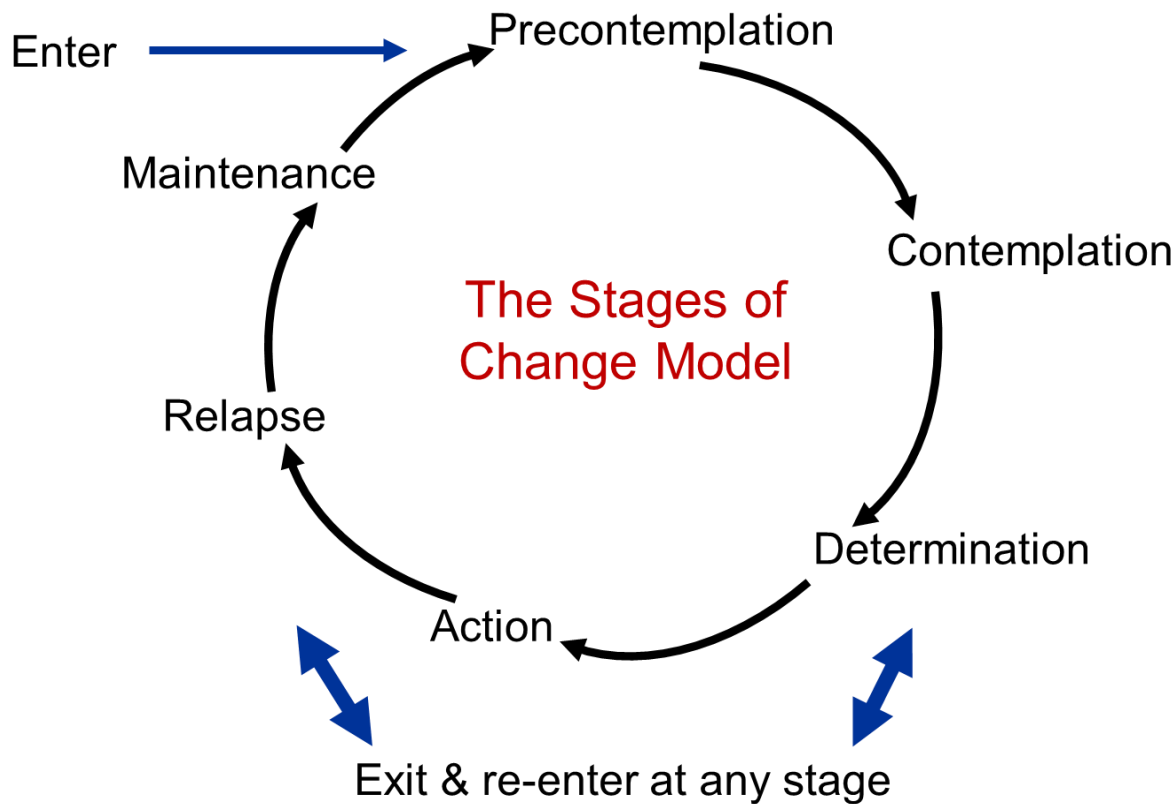 Enter
Precontemplation
Maintenance
Contemplation
The Stages of
Change Model
Relapse
Determination
Action
Exit & re-enter at any stage